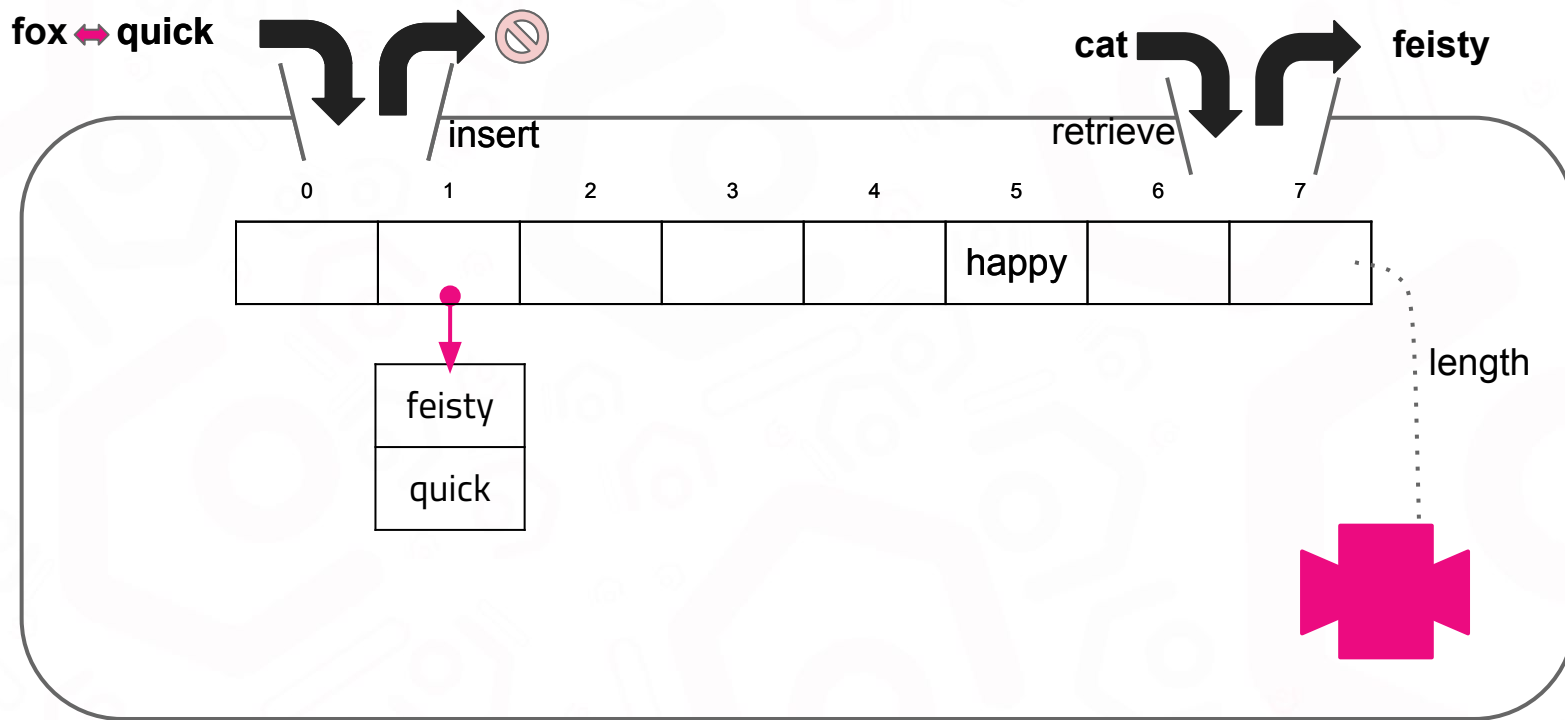 fox quick
cat feisty
insert
retrieve
0 1 2 3 4 5 6 7
happy
length
feisty
quick